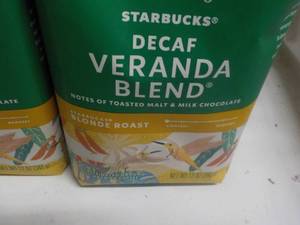 STARBUCKS®
DECAF
VERANDA
BLEND®
NOTES OF TOASTED MALT & MILK CHOCOLATE
BLONDE ROAST